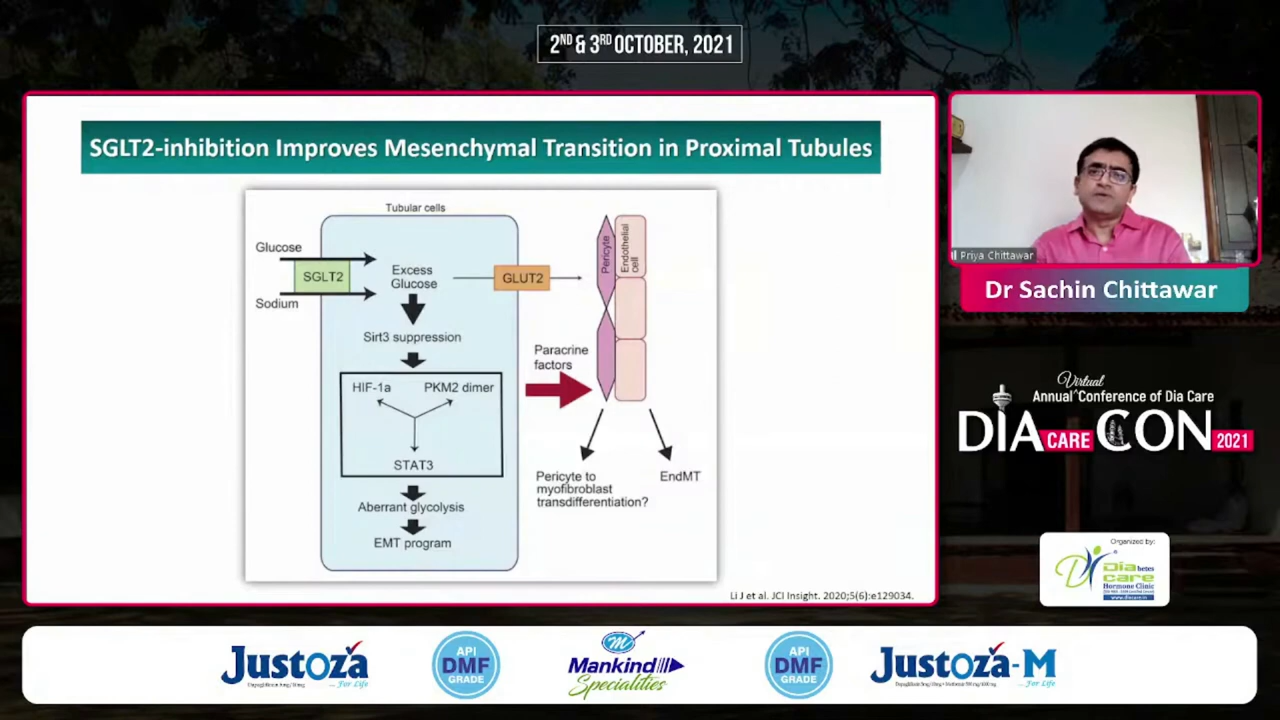 2ND & 3RD OCTOBER, 2021
SGLT2-inhibition Improves Mesenchymal Transition in Proximal Tubules
Tubular cells
Glucose
SGLT2
Sodium
Excess
Glucose
GLUT2
Pericyte
Endothelial
cell
Sirt3 suppression
HIF-1a
PKM2 dimer
STAT3
Aberrant glycolysis
EMT program
Paracrine
factors
Pericyte to
myofibroblast
transdifferentiation?
EndMT
Li J et al. JCI Insight. 2020;5(6):e129034.
Priya Chittawar
Dr Sachin Chittawar
Virtual
Annual ^ Conference of Dia Care
DIA CARE CON 2021
Organized by:
Diabetes
care
Hormone Clinic
JUSTOZA
... For Life
API
DMF
GRADE
Mankind
Specialities
API
DMF
GRADE
JUSTOZA-M
... For Life